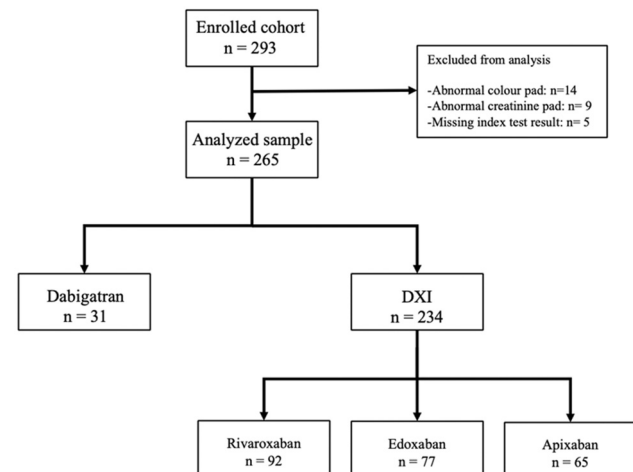 Enrolled cohort
n = 293
Excluded from analysis
-Abnormal colour pad: n=14
-Abnormal creatinine pad: n= 9
-Missing index test result: n= 5
Analyzed sample
n = 265
Dabigatran
n = 31
DXI
n = 234
Rivaroxaban
n = 92
Edoxaban
n = 77
Apixaban
n = 65